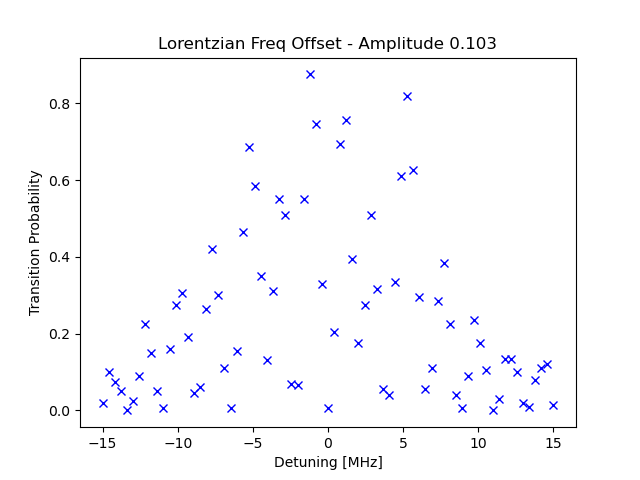 Lorentzian Freq Offset - Amplitude 0.103
Transition Probability
0.8
0.6
0.4
0.2
0.0
−15 −10 −5 0 5 10 15
Detuning [MHz]